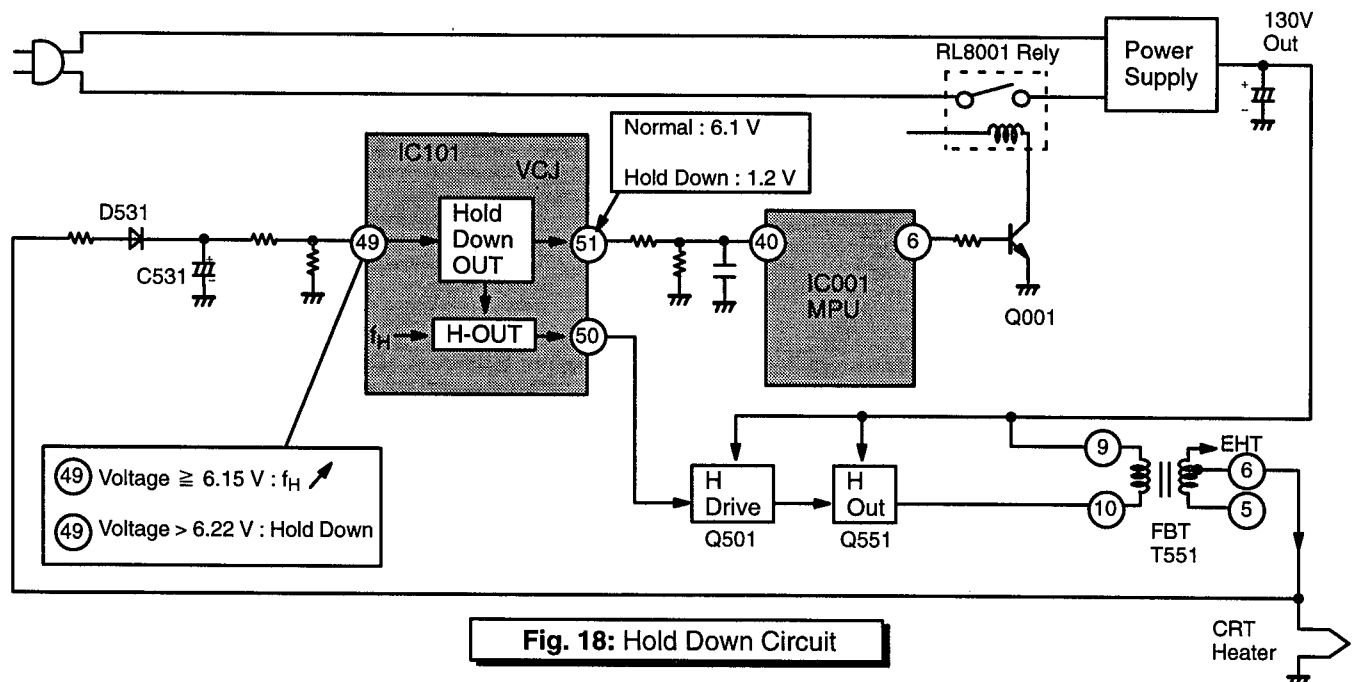 130V
Out
RL8001 Rely
Power
Supply
+
-
Normal : 6.1 V
Hold Down : 1.2 V
IC101
VCJ
D531
C531
+
-
49
Hold
Down
OUT
51
40
6
IC001
MPU
Q001
fH
H-OUT
50
49 Voltage ≧ 6.15 V : fH
49 Voltage > 6.22 V : Hold Down
H
Drive
Q501
H
Out
Q551
9
10
EHT
6
5
FBT
T551
CRT
Heater
Fig. 18: Hold Down Circuit